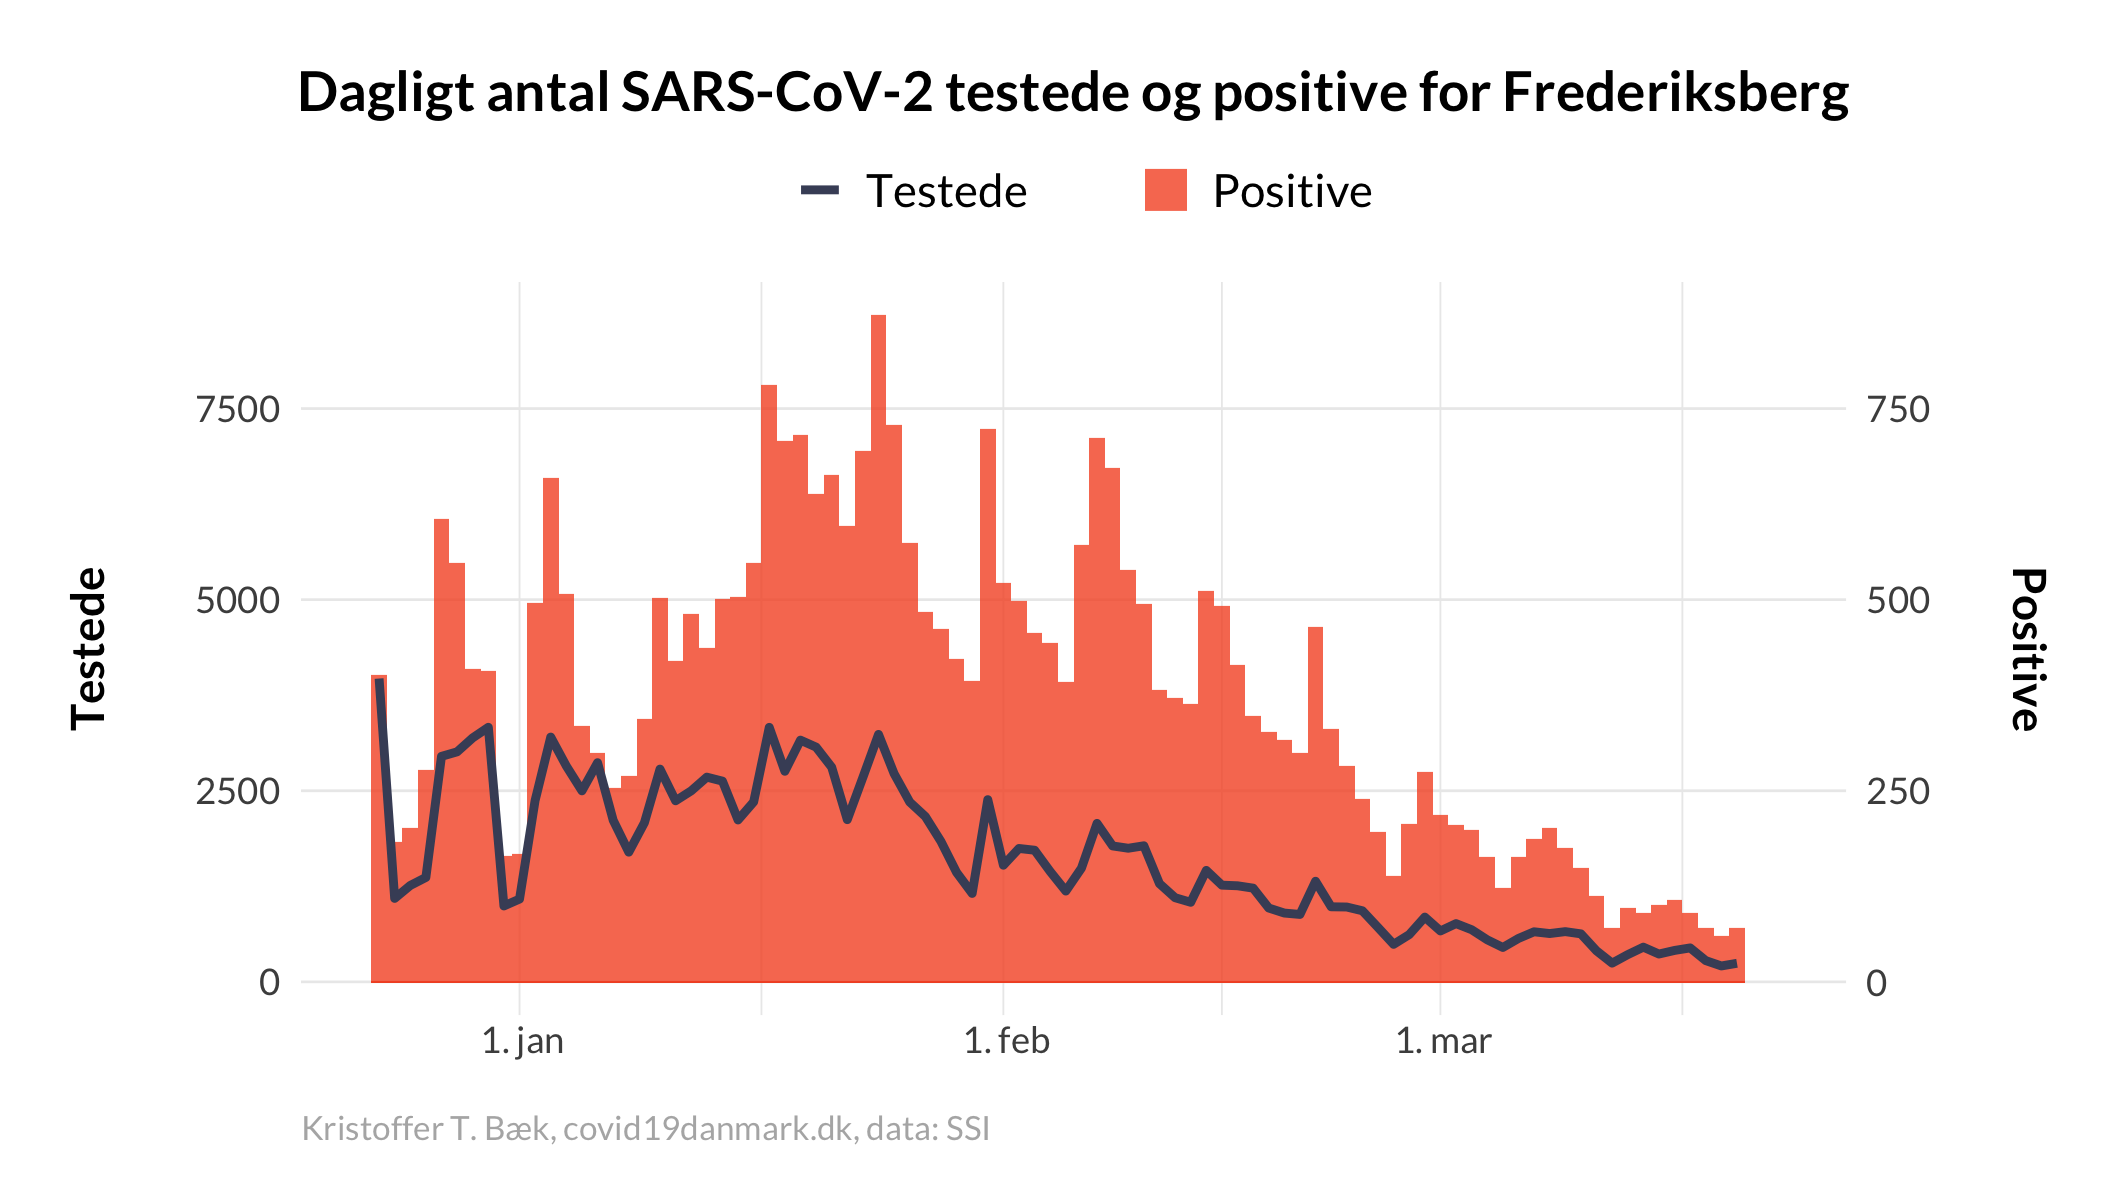 Dagligt antal SARS-CoV-2 testede og positive for Frederiksberg
Testede
Positive
7500
5000
2500
0
Testede
750
500
250
0
Positive
1. jan
1. feb
1. mar
Kristoffer T. Bæk, covid19danmark.dk, data: SSI